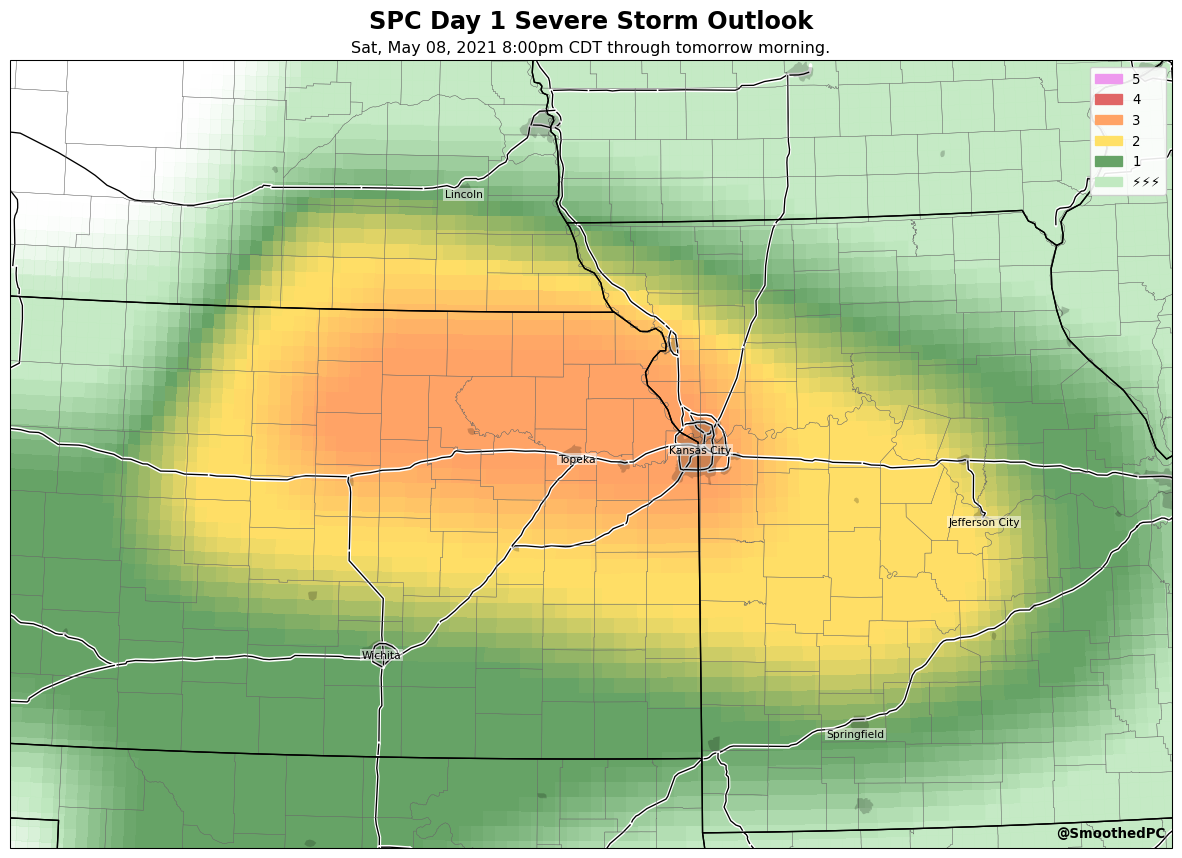 SPC Day 1 Severe Storm Outlook
Sat, May 08, 2021 8:00pm CDT through tomorrow morning.
5
4
3
2
1
⚡⚡⚡
Lincoln
Topeka
Kansas City
Jefferson City
Wichita
Springfield
@SmoothedPC